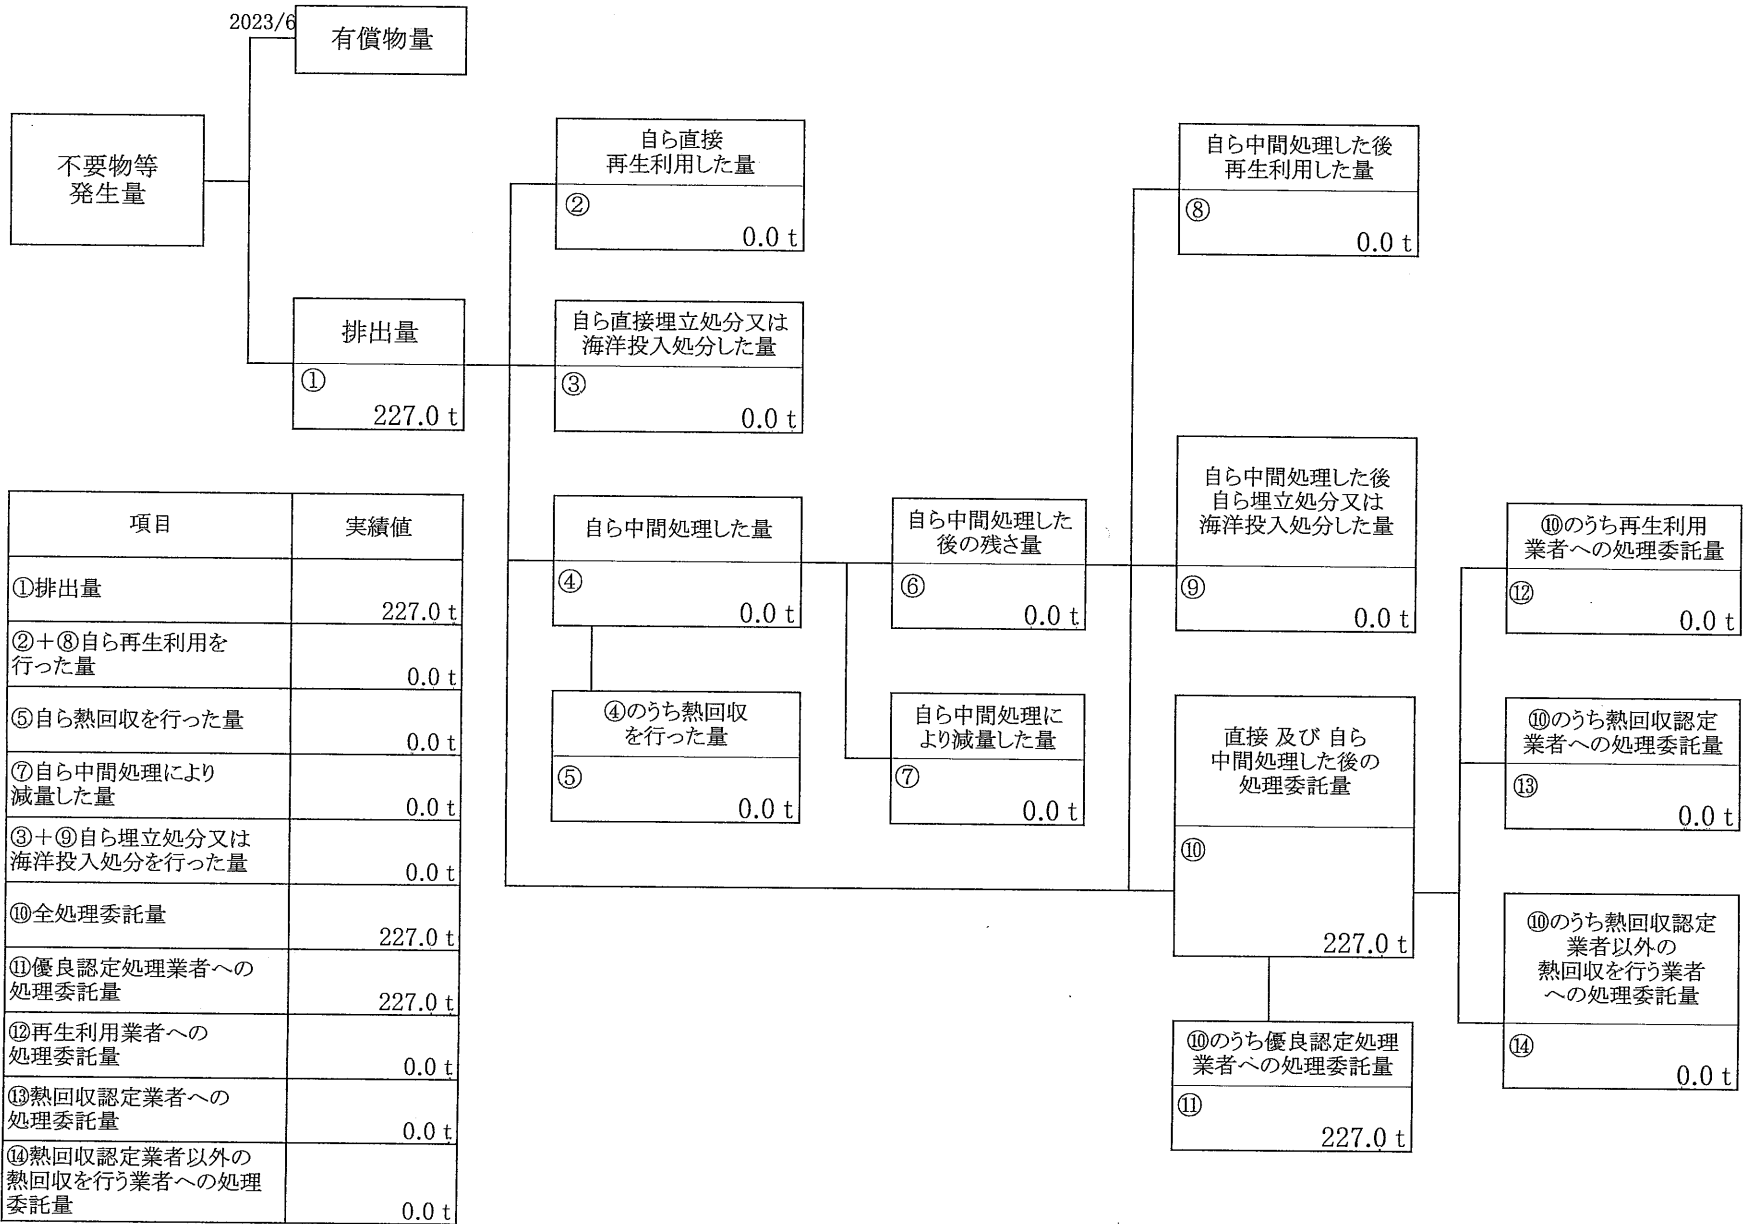 2023/6
有償物量
不要物等
発生量
排出量
①
227.0 t
自ら直接
再生利用した量
②
0.0 t
自ら直接埋立処分又は
海洋投入処分した量
③
0.0 t
自ら中間処理した量
④
0.0 t
④のうち熱回収
を行った量
⑤
0.0 t
自ら中間処理した
後の残さ量
⑥
0.0 t
自ら中間処理に
より減量した量
⑦
0.0 t
自ら中間処理した後
再生利用した量
⑧
0.0 t
自ら中間処理した後
自ら埋立処分又は
海洋投入処分した量
⑨
0.0 t
直接 及び 自ら
中間処理した後の
処理委託量
⑩
227.0 t
⑩のうち優良認定処理
業者への処理委託量
⑪
227.0 t
⑩のうち再生利用
業者への処理委託量
⑫
0.0 t
⑩のうち熱回収認定
業者への処理委託量
⑬
0.0 t
⑩のうち熱回収認定
業者以外の
熱回収を行う業者
への処理委託量
⑭
0.0 t
項目 実績値
①排出量
227.0 t
②+⑧自ら再生利用を
行った量
0.0 t
⑤自ら熱回収を行った量
0.0 t
⑦自ら中間処理により
減量した量
0.0 t
③+⑨自ら埋立処分又は
海洋投入処分を行った量
0.0 t
⑩全処理委託量
227.0 t
⑪優良認定処理業者への
処理委託量
227.0 t
⑫再生利用業者への
処理委託量
0.0 t
⑬熱回収認定業者への
処理委託量
0.0 t
⑭熱回収認定業者以外の
熱回収を行う業者への処理
委託量
0.0 t